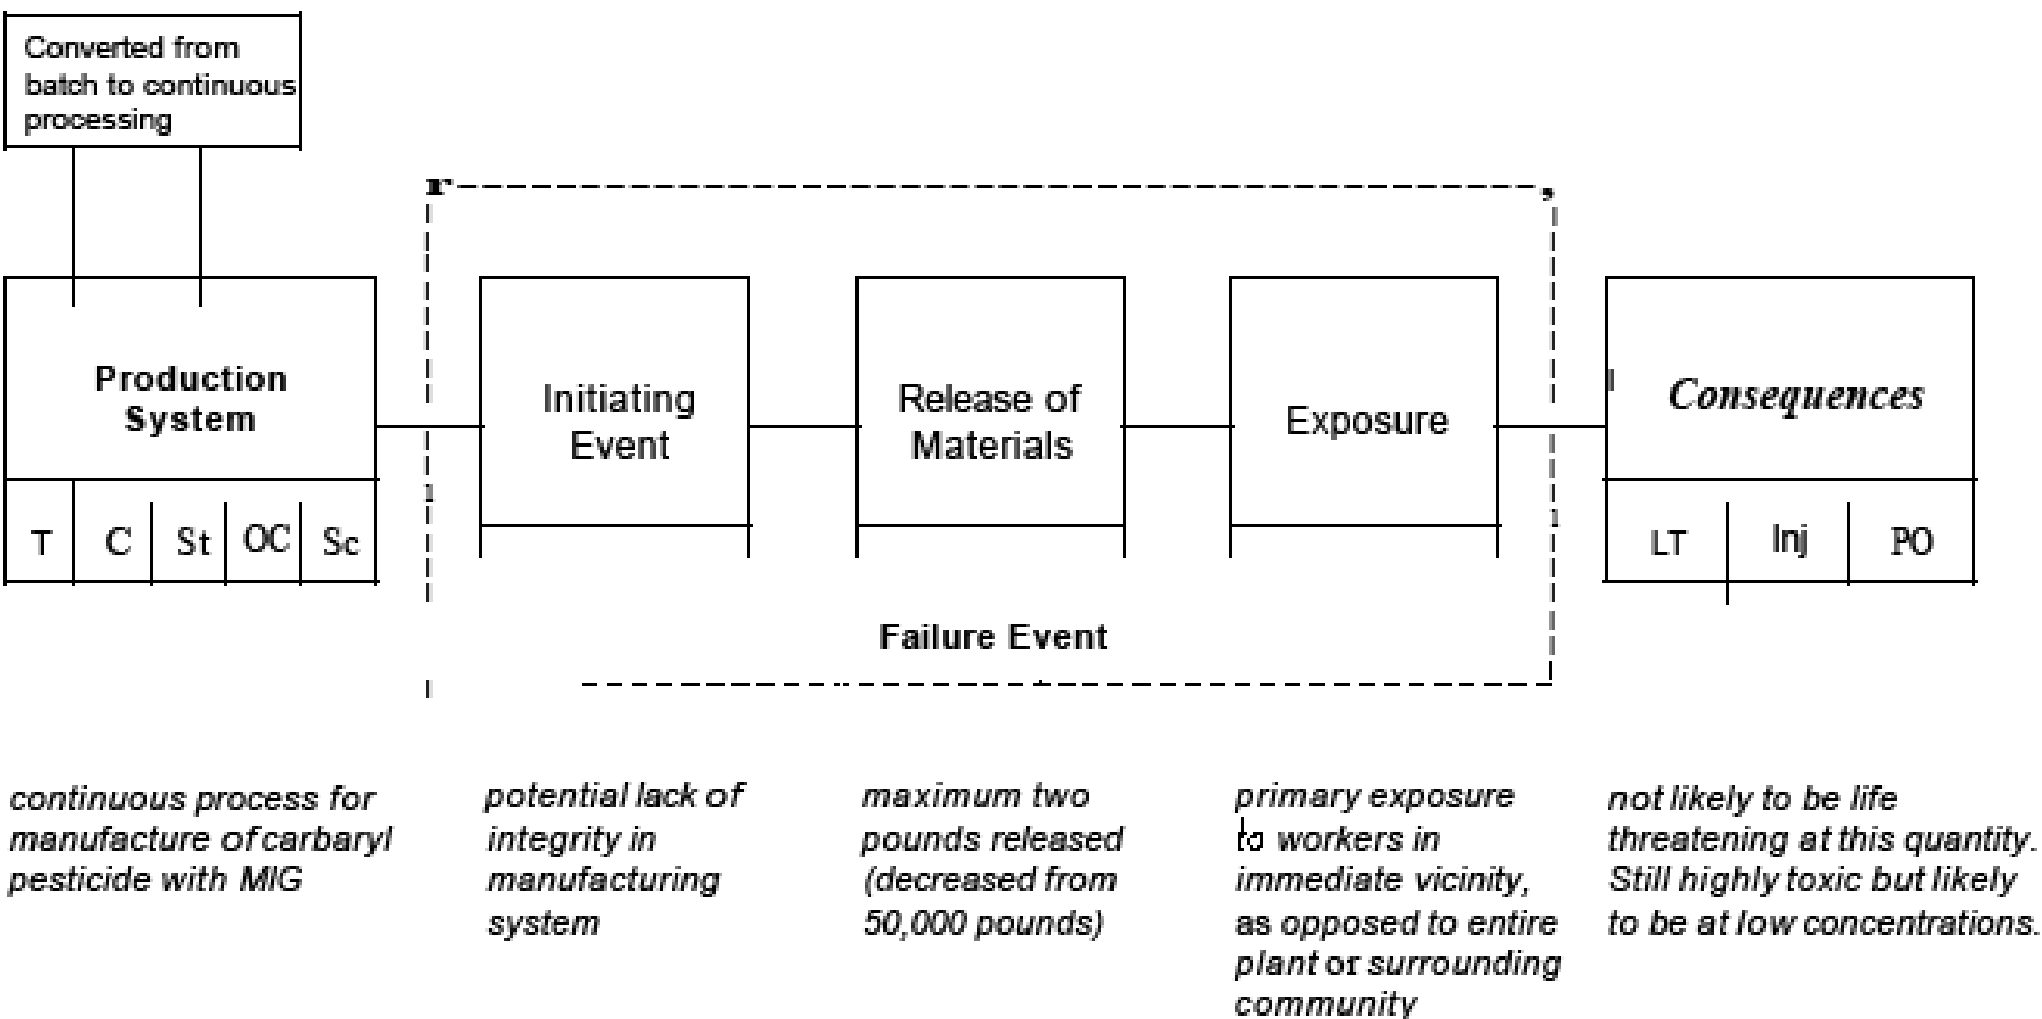 Converted from
batch to continuous
processing
Production
System
T C St OC Sc
Initiating
Event
Release of
Materials
Exposure
Consequences
LT Inj PO
Failure Event
continuous process for
manufacture of carbaryl
pesticide with MIG
potential lack of
integrity in
manufacturing
system
maximum two
pounds released
(decreased from
50,000 pounds)
primary exposure
to workers in
immediate vicinity,
as opposed to entire
plant or surrounding
community
not likely to be life
threatening at this quantity.
Still highly toxic but likely
to be at low concentrations.